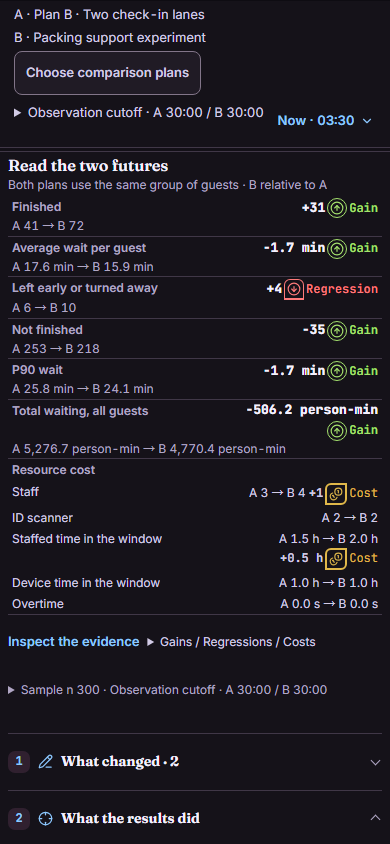 A · Plan B · Two check-in lanes
B · Packing support experiment
Choose comparison plans
▶ Observation cutoff · A 30:00 / B 30:00
Now · 03:30
Read the two futures
Both plans use the same group of guests · B relative to A
Finished +31 Gain
A 41 → B 72
Average wait per guest -1.7 min Gain
A 17.6 min → B 15.9 min
Left early or turned away +4 Regression
A 6 → B 10
Not finished -35 Gain
A 253 → B 218
P90 wait -1.7 min Gain
A 25.8 min → B 24.1 min
Total waiting, all guests -506.2 person-min
Gain
A 5,276.7 person-min → B 4,770.4 person-min
Resource cost
Staff A 3 → B 4 +1 Cost
ID scanner A 2 → B 2
Staffed time in the window A 1.5 h → B 2.0 h
+0.5 h Cost
Device time in the window A 1.0 h → B 1.0 h
Overtime A 0.0 s → B 0.0 s
Inspect the evidence ▶ Gains / Regressions / Costs
▶ Sample n 300 · Observation cutoff · A 30:00 / B 30:00
1 What changed · 2
2 What the results did